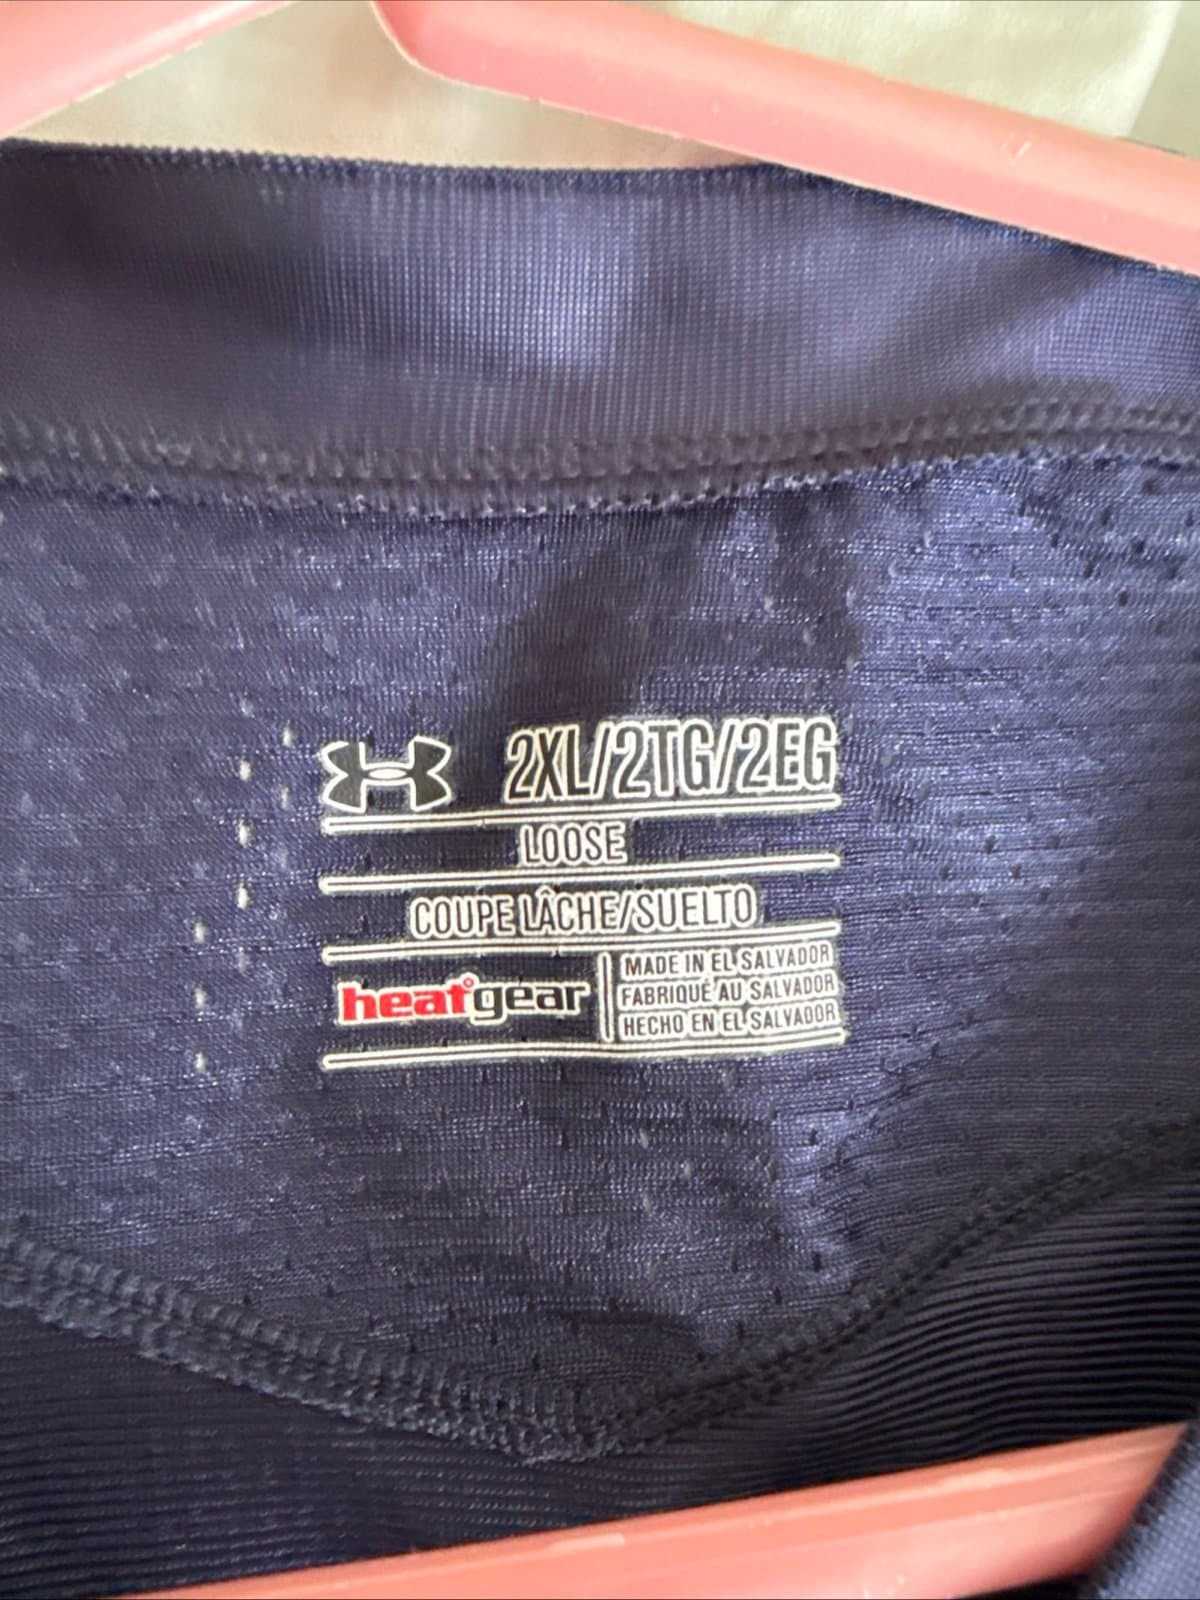 2XL/2TG/2EG
LOOSE
COUPE LÂCHE/SUELTO
heatgear
MADE IN EL SALVADOR
FABRIQUÉ AU SALVADOR
HECHO EN EL SALVADOR